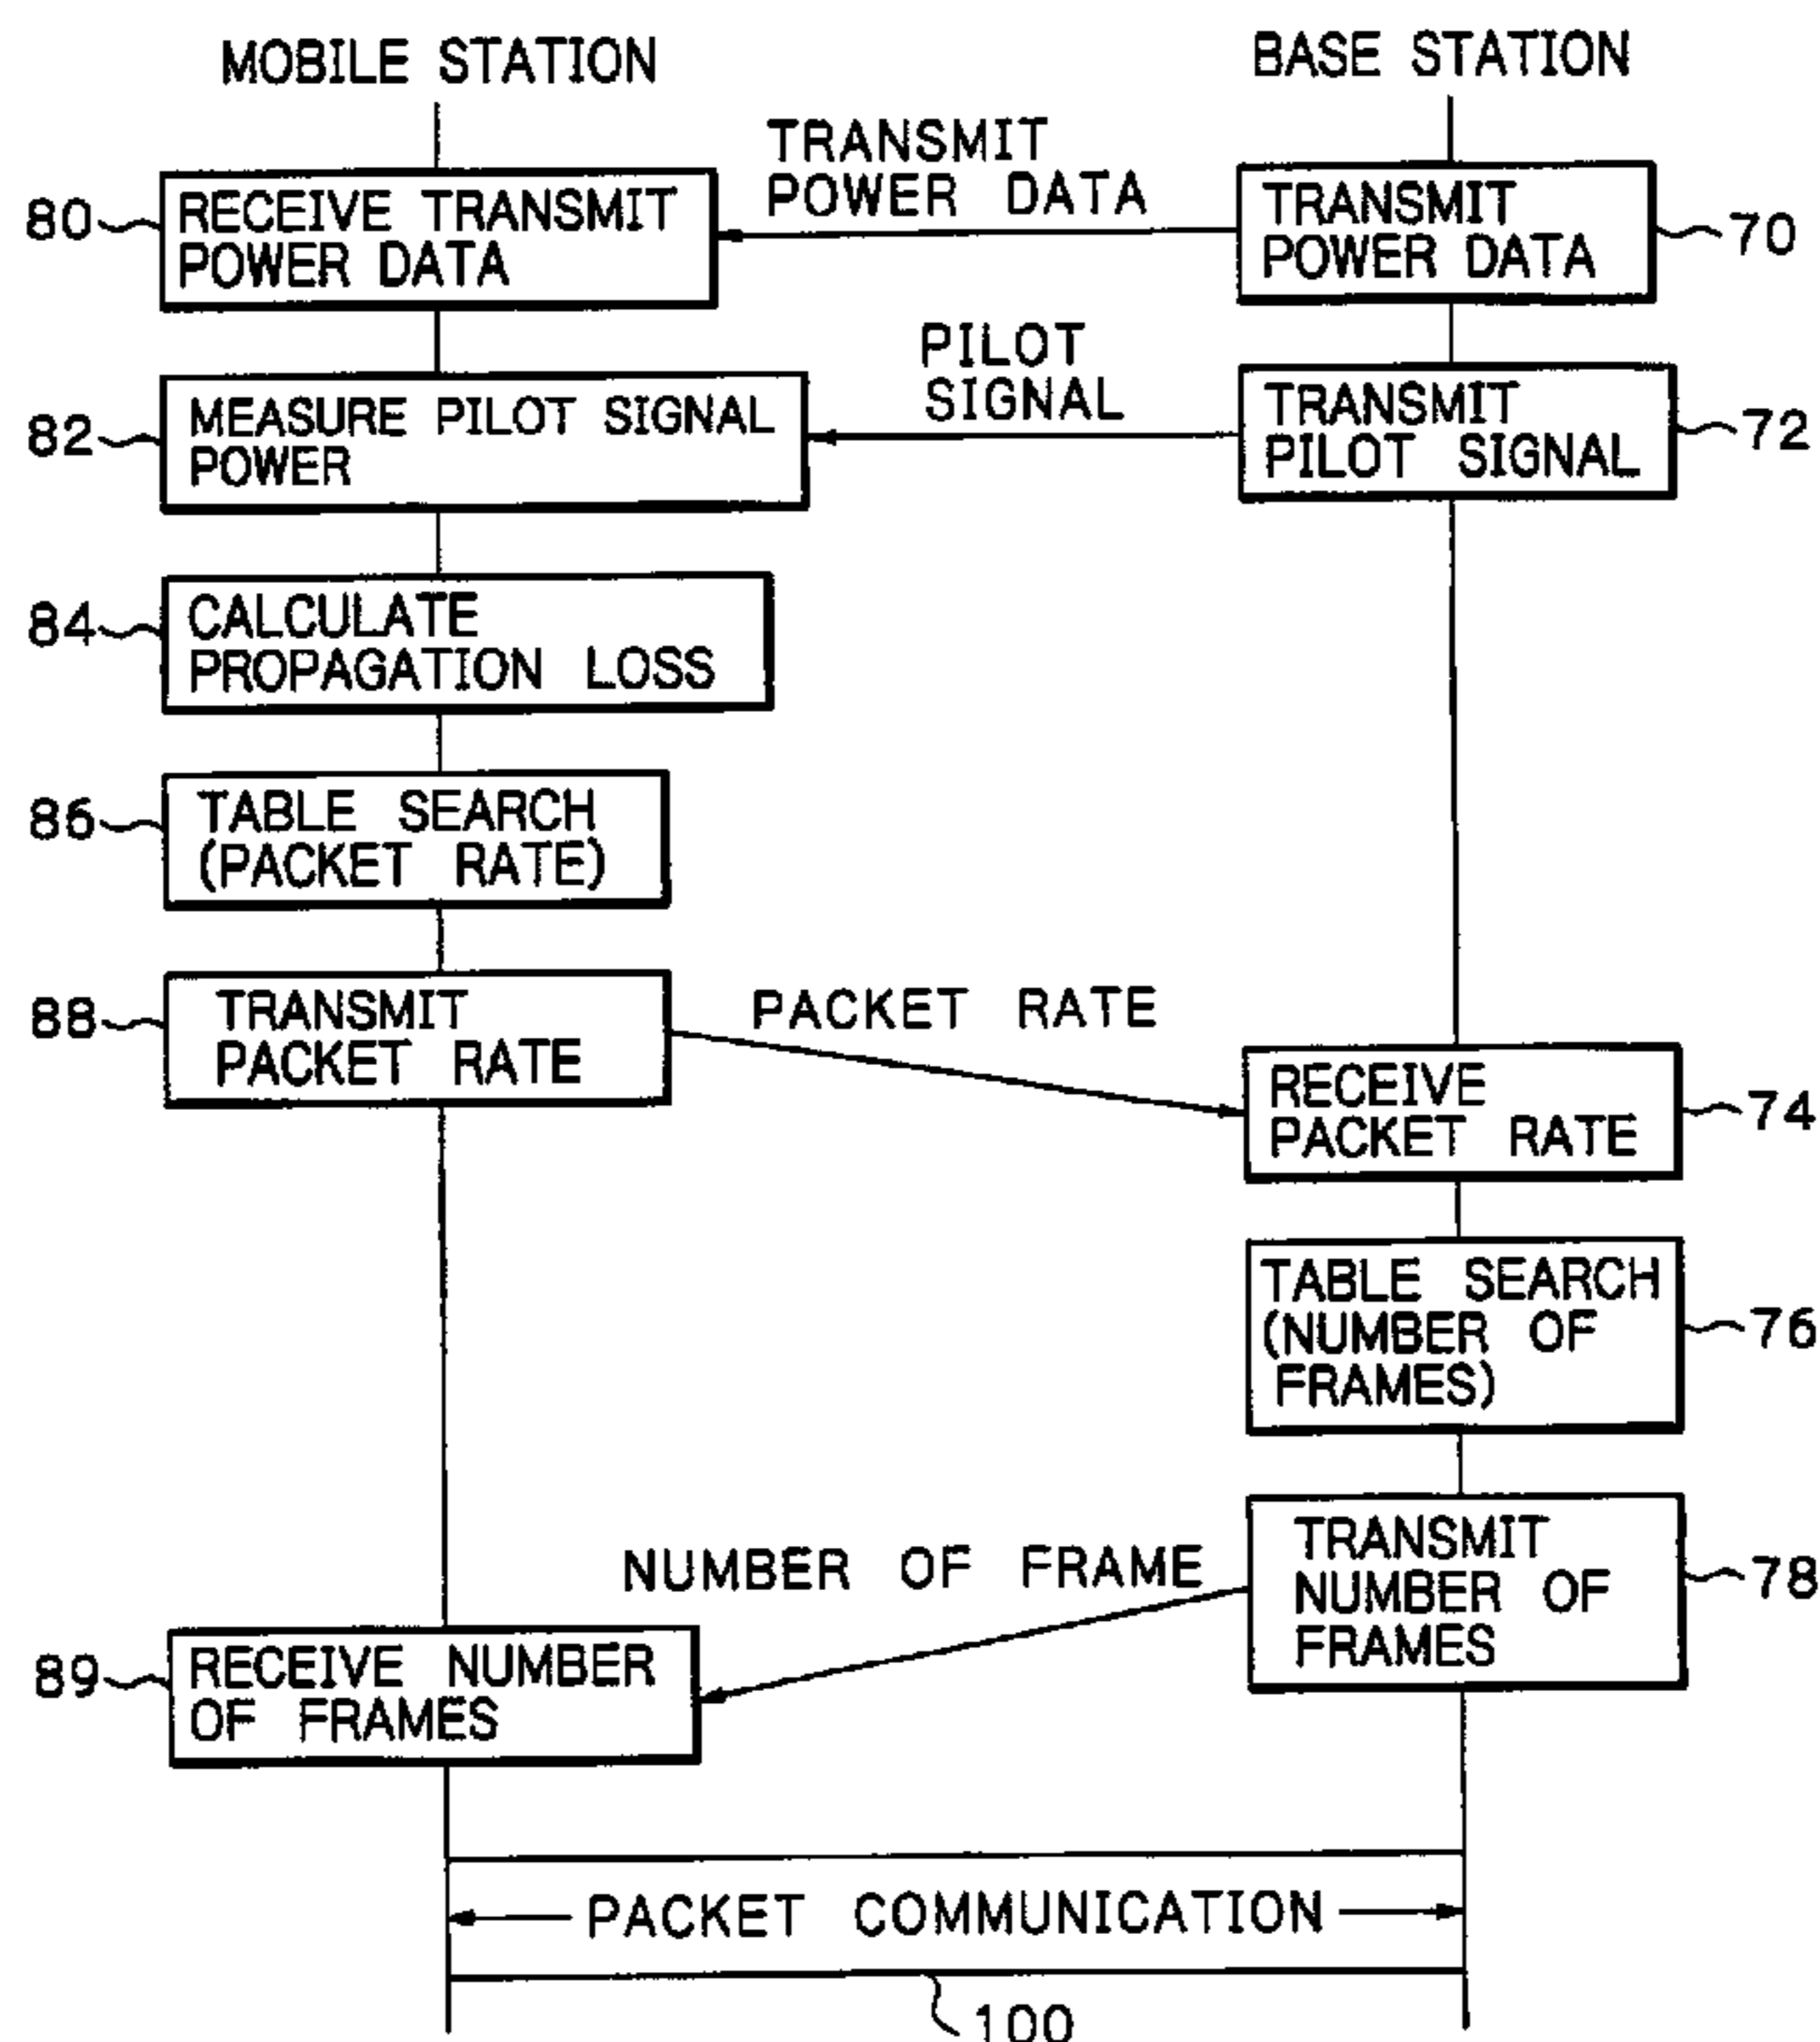 MOBILE STATION
BASE STATION
TRANSMIT
POWER DATA
80
RECEIVE TRANSMIT
POWER DATA
TRANSMIT
POWER DATA
70
PILOT
SIGNAL
82
MEASURE PILOT SIGNAL
POWER
TRANSMIT
PILOT SIGNAL
72
84
CALCULATE
PROPAGATION LOSS
86
TABLE SEARCH
(PACKET RATE)
88
TRANSMIT
PACKET RATE
PACKET RATE
RECEIVE
PACKET RATE
74
TABLE SEARCH
(NUMBER OF
FRAMES)
76
NUMBER OF FRAME
TRANSMIT
NUMBER OF
FRAMES
78
89
RECEIVE NUMBER
OF FRAMES
PACKET COMMUNICATION
100